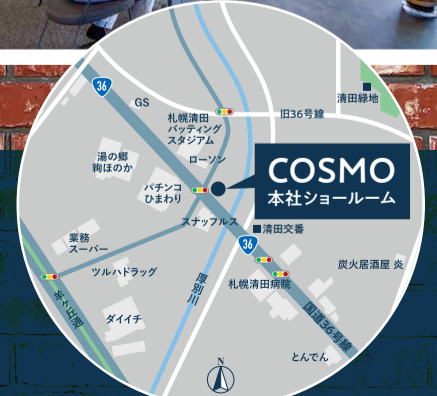 36
GS
清田緑地
旧36号線
札幌清田
バッティング
スタジアム
ローソン
湯の郷
絢ほのか
COSMO
本社ショールーム
パチンコ
ひまわり
スナッフルス
清田交番
36
業務
スーパー
炭火居酒屋 炎
ツルハドラッグ
厚別川
札幌清田病院
羊ヶ丘通
国道36号線
ダイイチ
とんでん
N